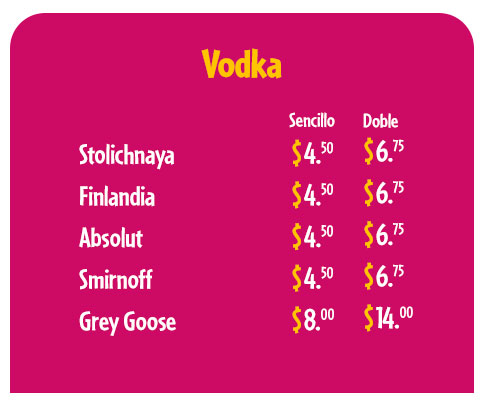 Vodka
Sencillo Doble
Stolichnaya $4.50 $6.75
Finlandia $4.50 $6.75
Absolut $4.50 $6.75
Smirnoff $4.50 $6.75
Grey Goose $8.00 $14.00